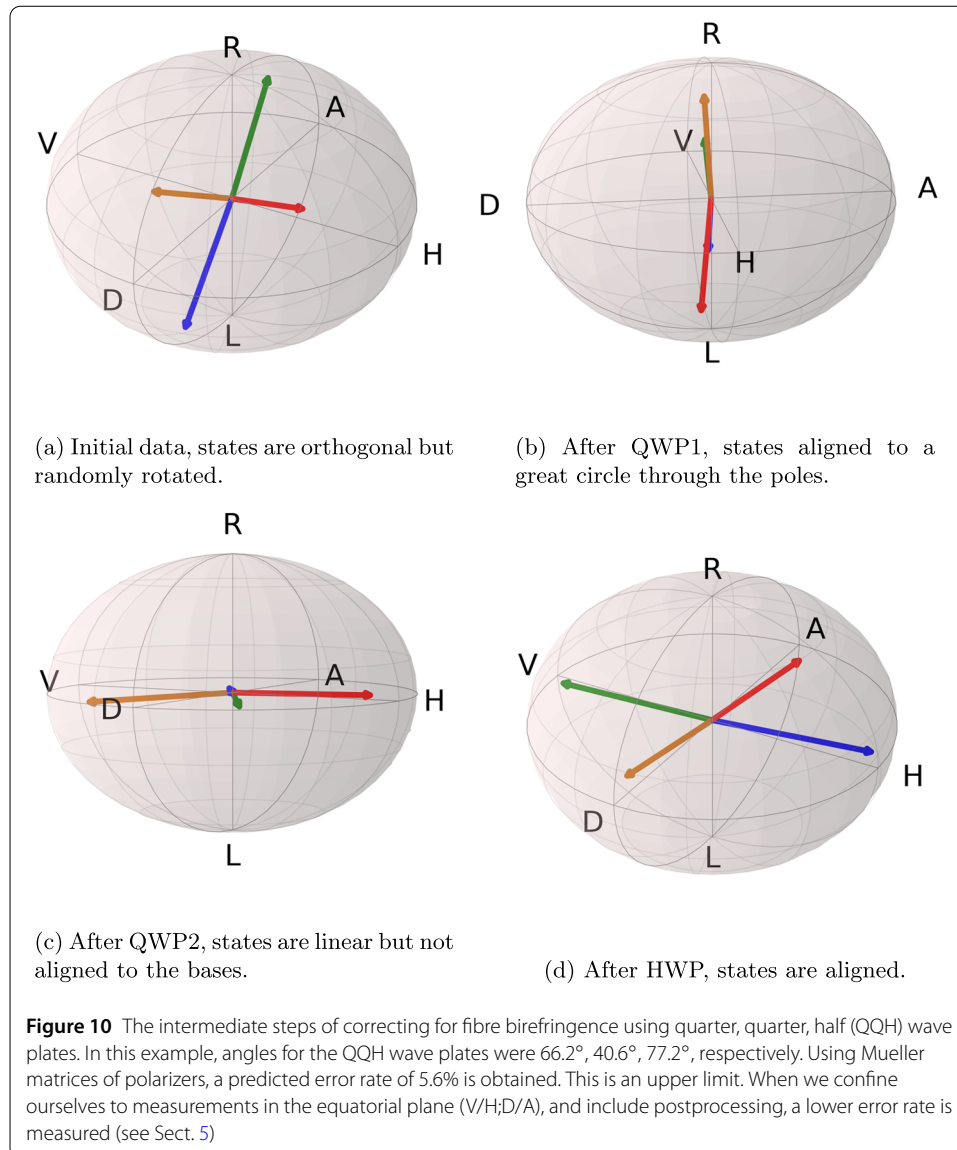 R
A
V
H
D
L
(a) Initial data, states are orthogonal but
randomly rotated.
R
V
D
A
H
L
(b) After QWP1, states aligned to a
great circle through the poles.
R
V
A
D
H
L
(c) After QWP2, states are linear but not
aligned to the bases.
R
A
V
H
D
L
(d) After HWP, states are aligned.
Figure 10 The intermediate steps of correcting for fibre birefringence using quarter, quarter, half (QQH) wave
plates. In this example, angles for the QQH wave plates were 66.2°, 40.6°, 77.2°, respectively. Using Mueller
matrices of polarizers, a predicted error rate of 5.6% is obtained. This is an upper limit. When we confine
ourselves to measurements in the equatorial plane (V/H;D/A), and include postprocessing, a lower error rate is
measured (see Sect. 5)